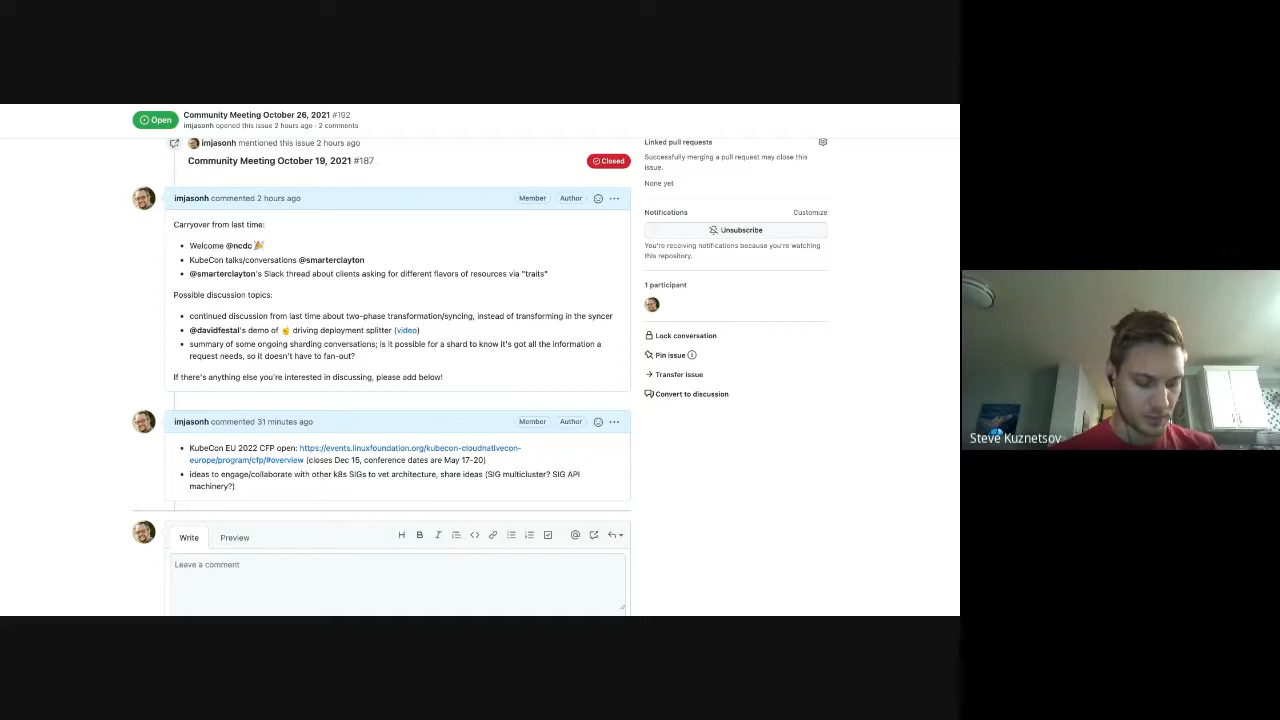 Open
Community Meeting October 26, 2021 #192
imjasonh opened this issue 2 hours ago · 2 comments
imjasonh mentioned this issue 2 hours ago
Community Meeting October 19, 2021 #187
Closed
imjasonh commented 2 hours ago
Member
Author
Carryover from last time:
• Welcome @ncdc 🎉
• KubeCon talks/conversations @smarterclayton
• @smarterclayton's Slack thread about clients asking for different flavors of resources via "traits"
Possible discussion topics:
• continued discussion from last time about two-phase transformation/syncing, instead of transforming in the syncer
• @davidfestal's demo of ☝️ driving deployment splitter (video)
• summary of some ongoing sharding conversations; is it possible for a shard to know it's got all the information a
request needs, so it doesn't have to fan-out?
If there's anything else you're interested in discussing, please add below!
imjasonh commented 31 minutes ago
Member
Author
• KubeCon EU 2022 CFP open: https://events.linuxfoundation.org/kubecon-cloudnativecon-
europe/program/cfp/#overview (closes Dec 15, conference dates are May 17-20)
• ideas to engage/collaborate with other k8s SIGs to vet architecture, share ideas (SIG multicluster? SIG API
machinery?)
Write
Preview
Leave a comment
Linked pull requests
Successfully merging a pull request may close this
issue.
None yet
Notifications
Customize
Unsubscribe
You're receiving notifications because you're watching
this repository.
1 participant
Lock conversation
Pin issue
Transfer issue
Convert to discussion
Steve Kuznetsov